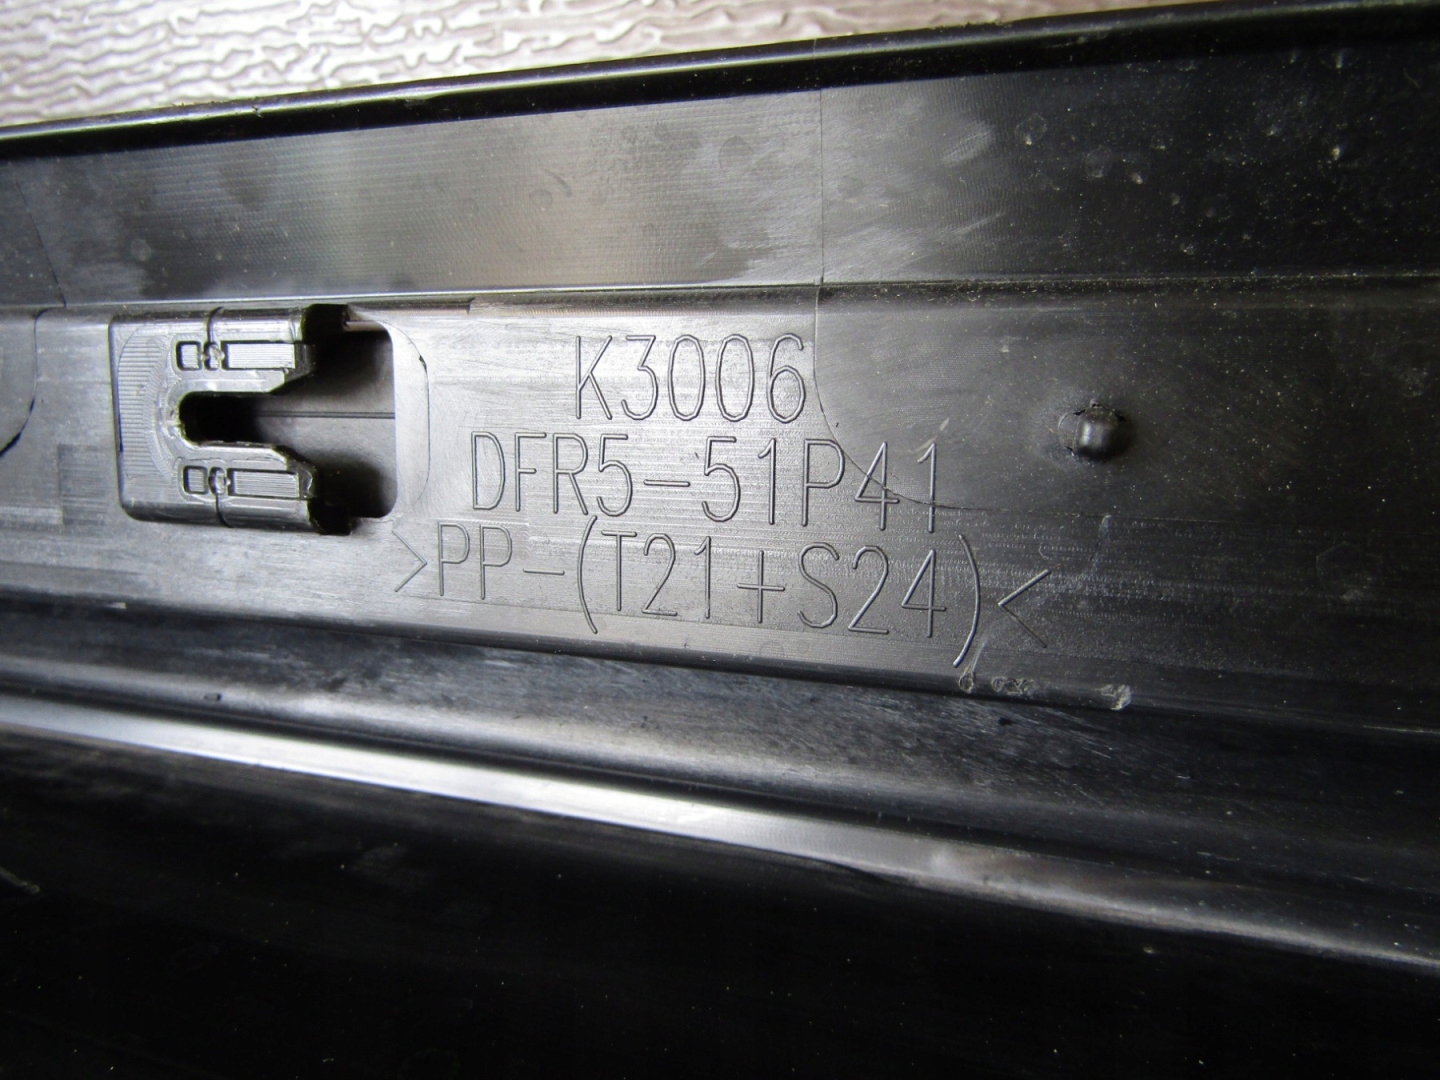 K3006
DFR5-51P41
>PP-(T21+S24)<